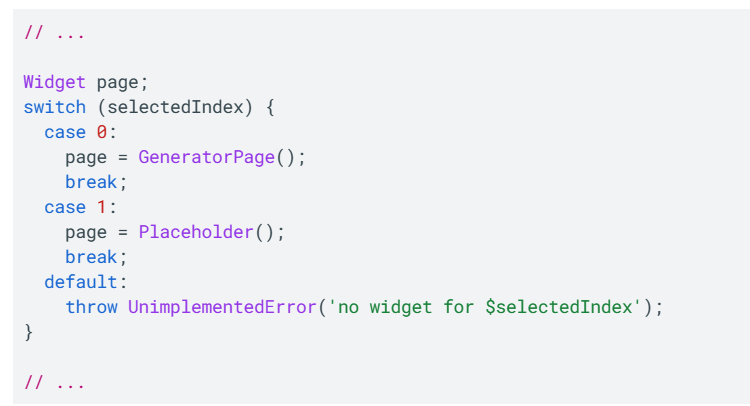 // ...
Widget page;
switch (selectedIndex) {
  case 0:
    page = GeneratorPage();
    break;
  case 1:
    page = Placeholder();
    break;
  default:
    throw UnimplementedError('no widget for $selectedIndex');
}
// ...